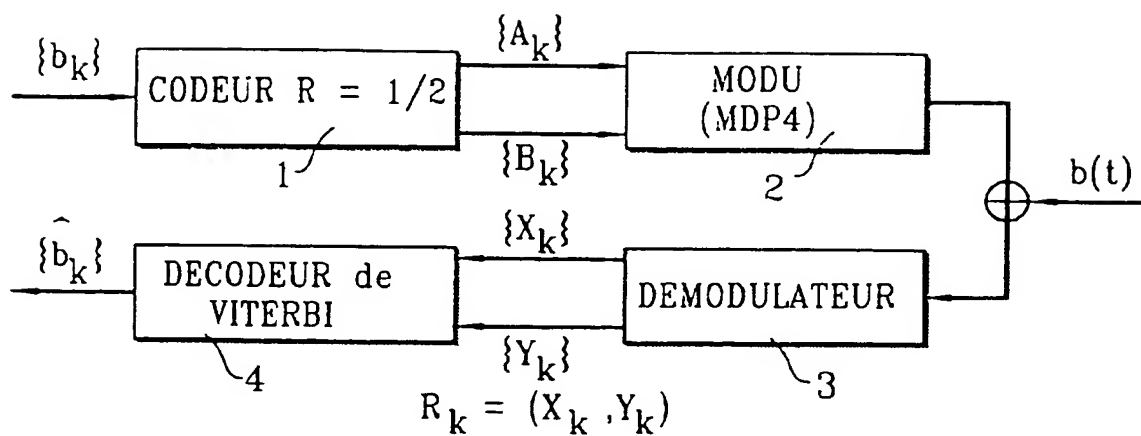 {b_k}
CODEUR R = 1/2
1
{A_k}
{B_k}
MODU
(MDP4)
2
b(t)
{b̂_k}
DECODEUR de
VITERBI
4
{X_k}
{Y_k}
DEMODULATEUR
3
R_k = (X_k ,Y_k)